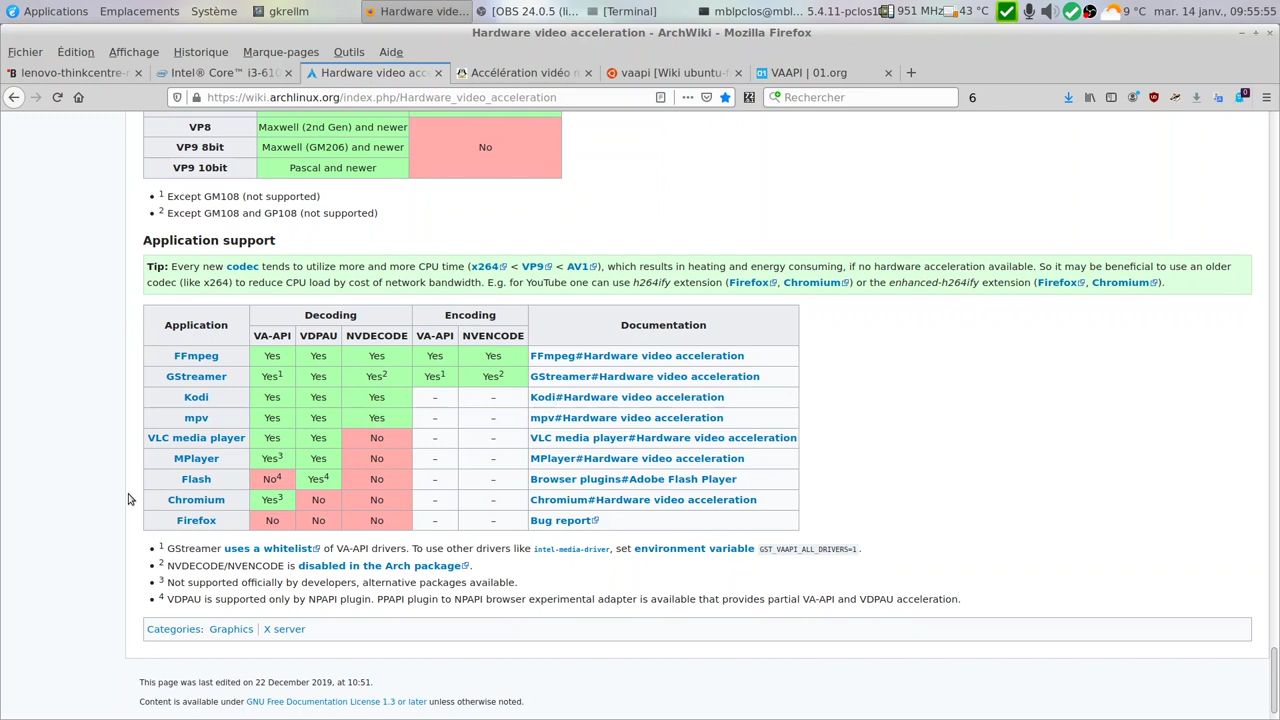 Applications Emplacements Système gkrellm Hardware vide... [OBS 24.0.5 (li... [Terminal] mblpclos@mbl... 5.4.11-pclos1 951 MHz 43 °C 9 °C mar. 14 janv., 09:55:55
Hardware video acceleration - ArchWiki - Mozilla Firefox
Fichier Édition Affichage Historique Marque-pages Outils Aide
lenovo-thinkcentre- Intel® Core™ i3-610 Hardware video acc Accélération vidéo m vaapi [Wiki ubuntu-f VAAPI | 01.org
https://wiki.archlinux.org/index.php/Hardware_video_acceleration Rechercher 6 0
VP8 Maxwell (2nd Gen) and newer
VP9 8bit Maxwell (GM206) and newer No
VP9 10bit Pascal and newer
• 1 Except GM108 (not supported)
• 2 Except GM108 and GP108 (not supported)
Application support
Tip: Every new codec tends to utilize more and more CPU time (x264 < VP9 < AV1), which results in heating and energy consuming, if no hardware acceleration available. So it may be beneficial to use an older
codec (like x264) to reduce CPU load by cost of network bandwidth. E.g. for YouTube one can use h264ify extension (Firefox, Chromium) or the enhanced-h264ify extension (Firefox, Chromium).
Application Decoding Encoding Documentation
VA-API VDPAU NVDECODE VA-API NVENCODE
FFmpeg Yes Yes Yes Yes Yes FFmpeg#Hardware video acceleration
GStreamer Yes1 Yes Yes2 Yes1 Yes2 GStreamer#Hardware video acceleration
Kodi Yes Yes Yes – – Kodi#Hardware video acceleration
mpv Yes Yes Yes – – mpv#Hardware video acceleration
VLC media player Yes Yes No – – VLC media player#Hardware video acceleration
MPlayer Yes3 Yes No – – MPlayer#Hardware video acceleration
Flash No4 Yes4 No – – Browser plugins#Adobe Flash Player
Chromium Yes3 No No – – Chromium#Hardware video acceleration
Firefox No No No – – Bug report
• 1 GStreamer uses a whitelist of VA-API drivers. To use other drivers like intel-media-driver, set environment variable GST_VAAPI_ALL_DRIVERS=1.
• 2 NVDECODE/NVENCODE is disabled in the Arch package.
• 3 Not supported officially by developers, alternative packages available.
• 4 VDPAU is supported only by NPAPI plugin. PPAPI plugin to NPAPI browser experimental adapter is available that provides partial VA-API and VDPAU acceleration.
Categories: Graphics | X server
This page was last edited on 22 December 2019, at 10:51.
Content is available under GNU Free Documentation License 1.3 or later unless otherwise noted.